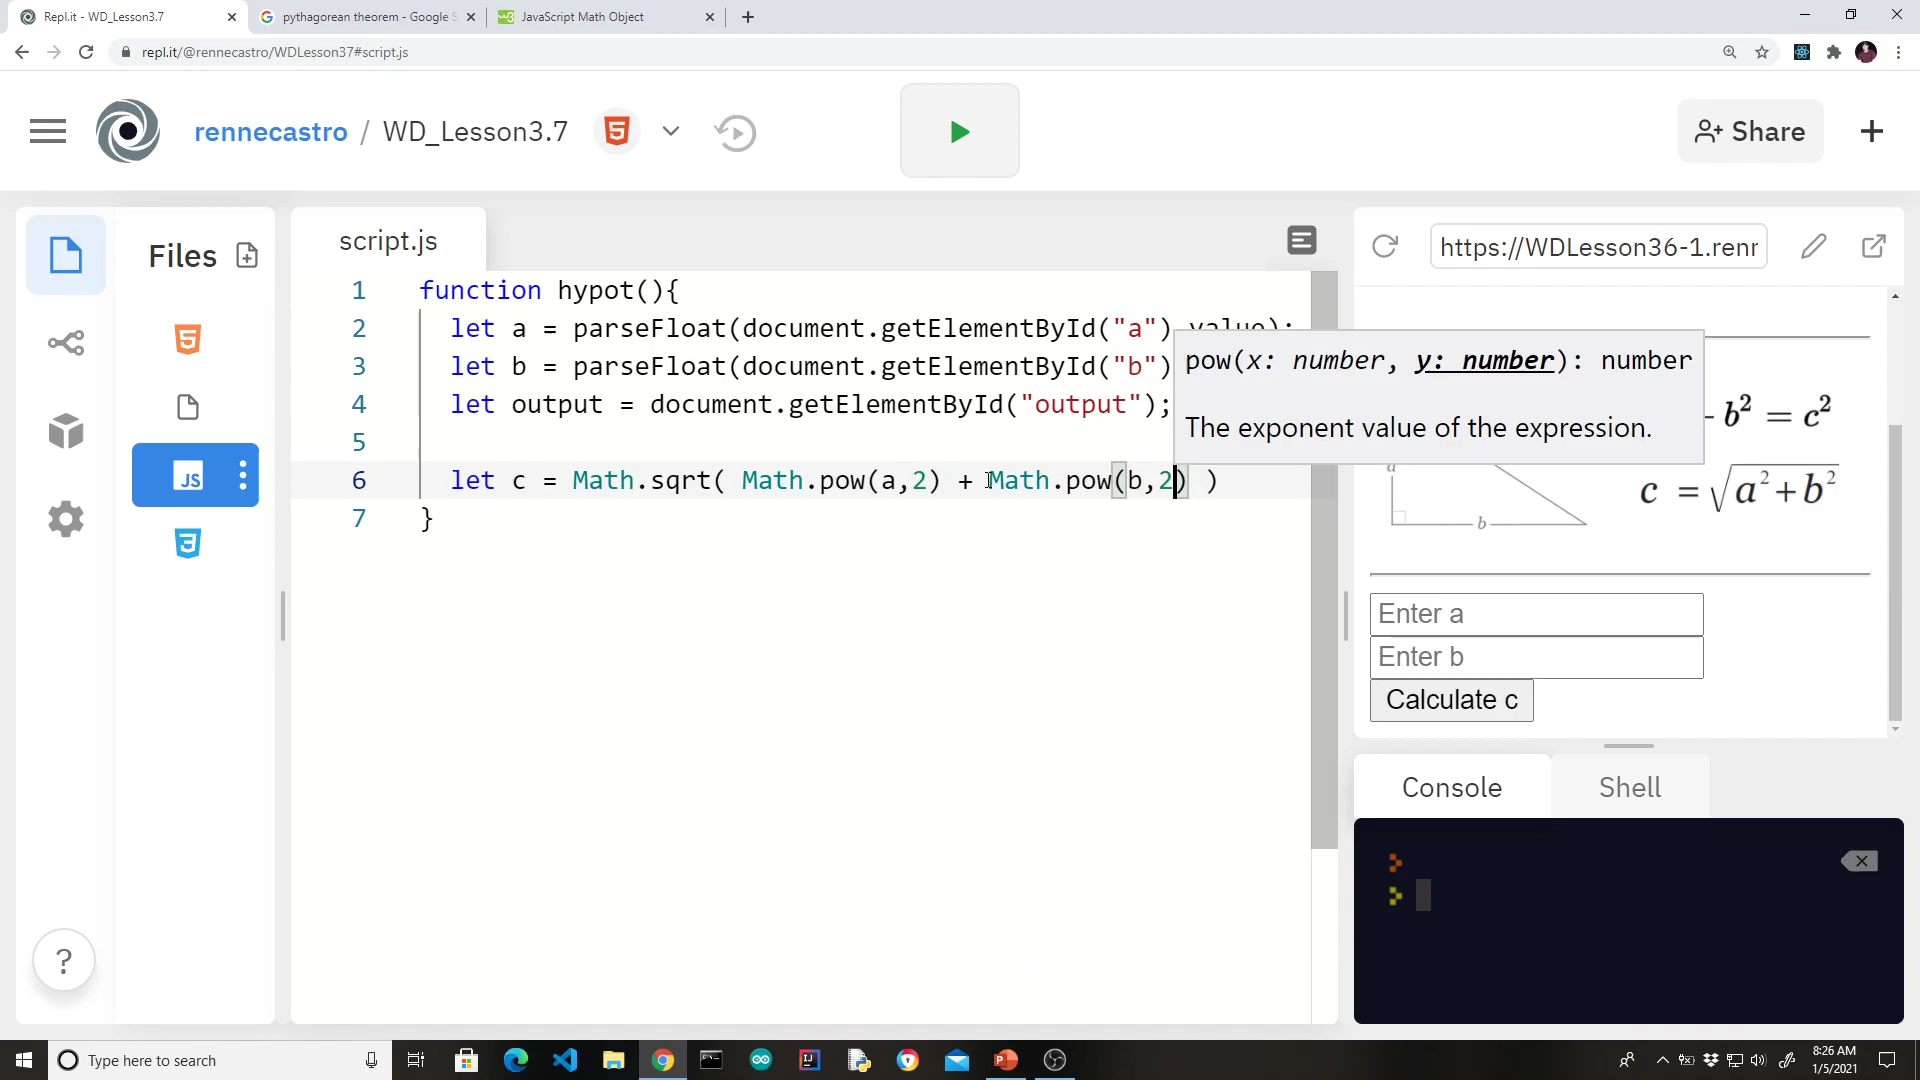 Repl.it - WD_Lesson3.7
pythagorean theorem - Google S
JavaScript Math Object
repl.it/@rennecastro/WDLesson37#script.js
rennecastro / WD_Lesson3.7
Share
Files
script.js
https://WDLesson36-1.renr
1 function hypot(){
2 let a = parseFloat(document.getElementById("a").value);
3 let b = parseFloat(document.getElementById("b")
4 let output = document.getElementById("output");
5
6 let c = Math.sqrt( Math.pow(a,2) + Math.pow(b,2) )
7 }
pow(x: number, y: number): number
The exponent value of the expression.
- b² = c²
a
c = √a²+b²
b
Enter a
Enter b
Calculate c
Console
Shell
JS
?
Type here to search
8:26 AM
1/5/2021